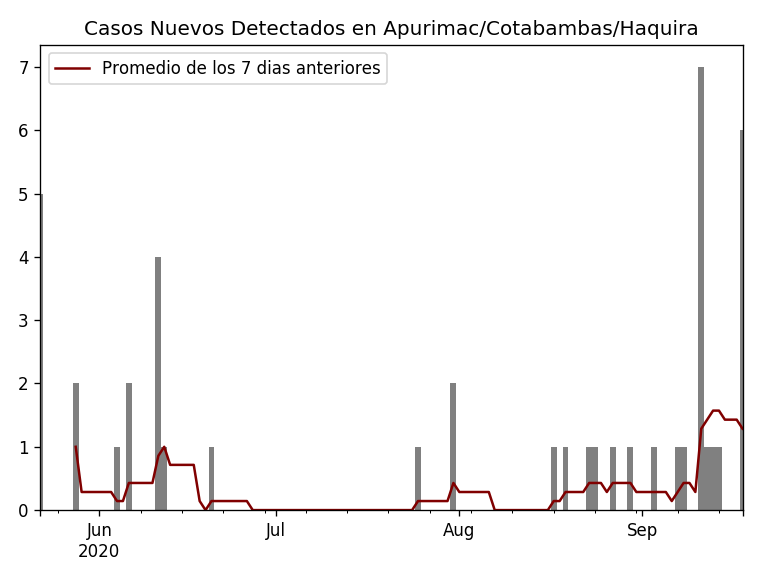 Casos Nuevos Detectados en Apurimac/Cotabambas/Haquira
Promedio de los 7 dias anteriores
7
6
5
4
3
2
1
0
Jun
2020
Jul
Aug
Sep